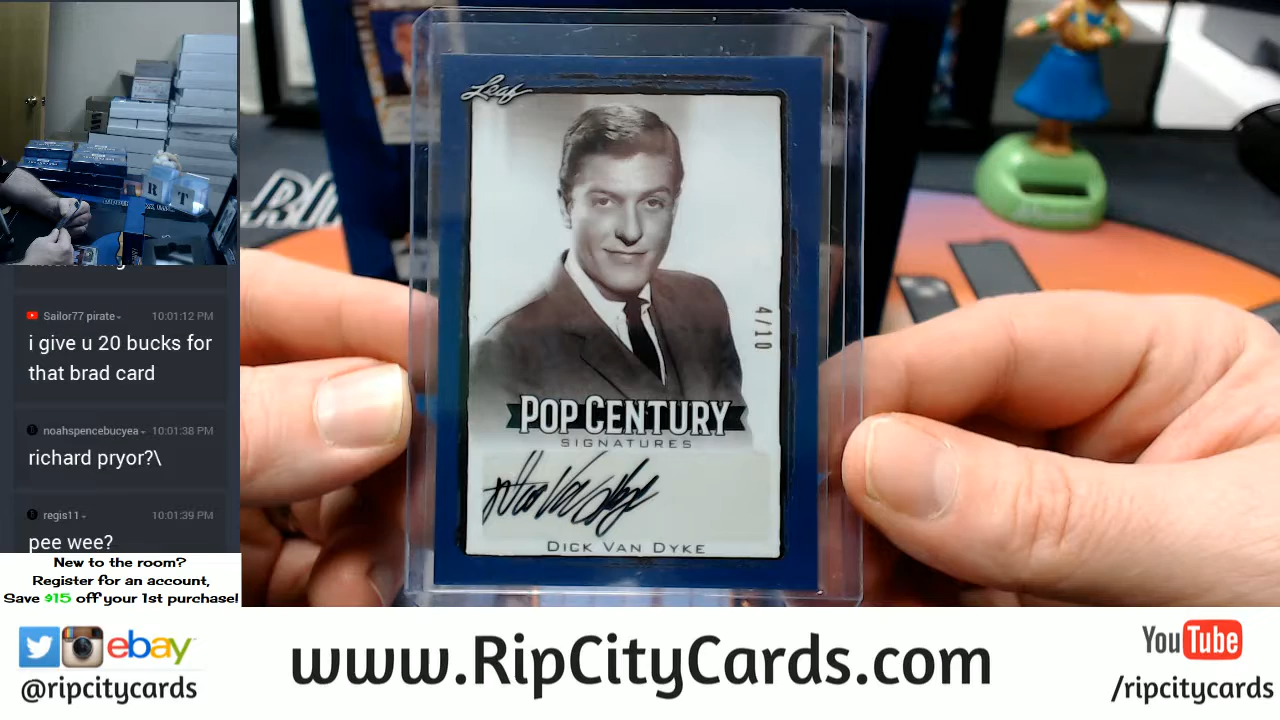 R T
Sailor77 pirate 10:01:12 PM
i give u 20 bucks for
that brad card
noahspencebucyea 10:01:38 PM
richard pryor?\
regis11 10:01:39 PM
pee wee?
New to the room?
Register for an account,
Save $15 off your 1st purchase!
Leaf
4/10
POP CENTURY
SIGNATURES
DICK VAN DYKE
ebay
@ripcitycards
www.RipCityCards.com
YouTube
/ripcitycards